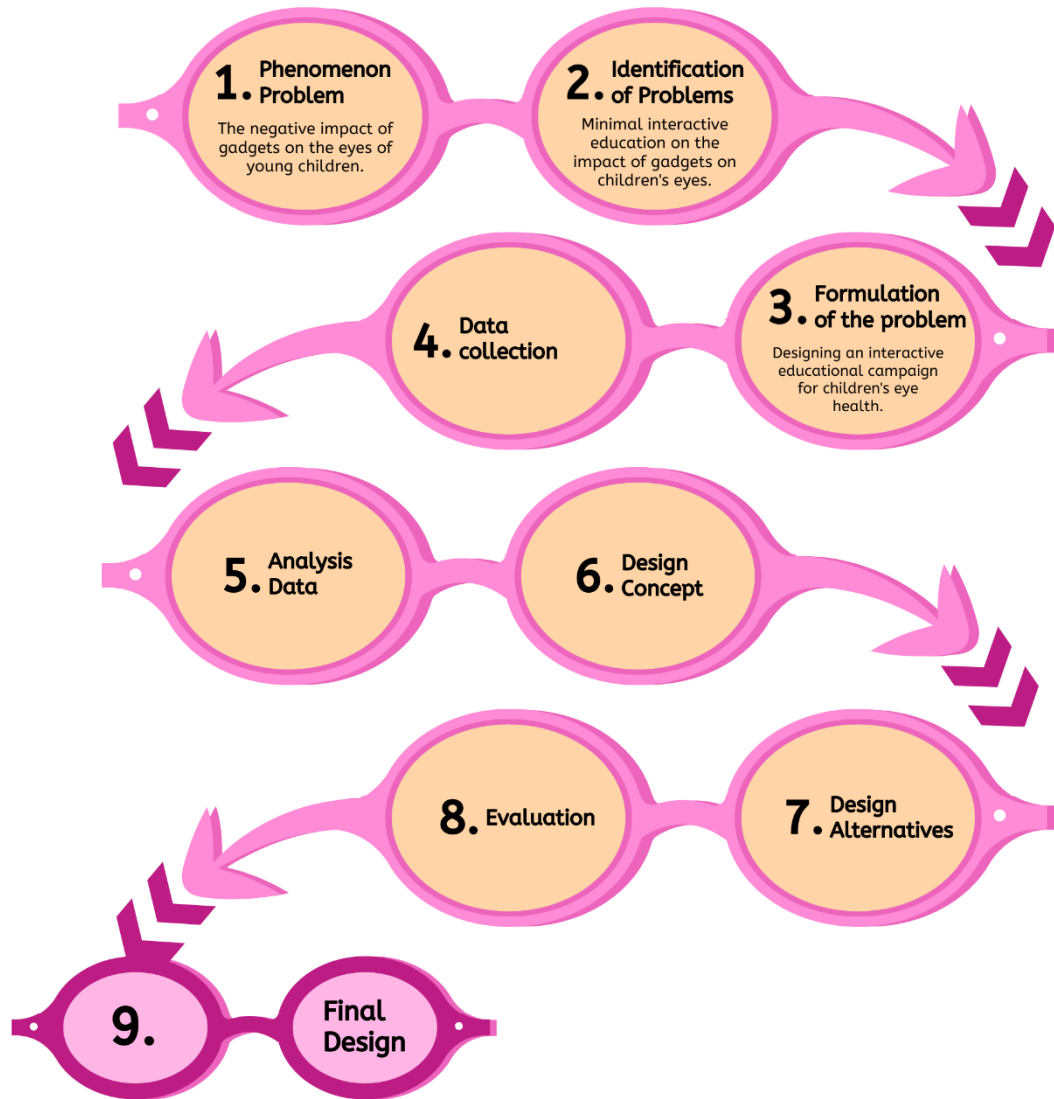 1. Phenomenon
Problem
The negative impact of
gadgets on the eyes of
young children.
2. Identification
of Problems
Minimal interactive
education on the
impact of gadgets on
children's eyes.
3. Formulation
of the problem
Designing an interactive
educational campaign
for children's eye
health.
4. Data
collection
5. Analysis
Data
6. Design
Concept
7. Design
Alternatives
8. Evaluation
9. Final
Design